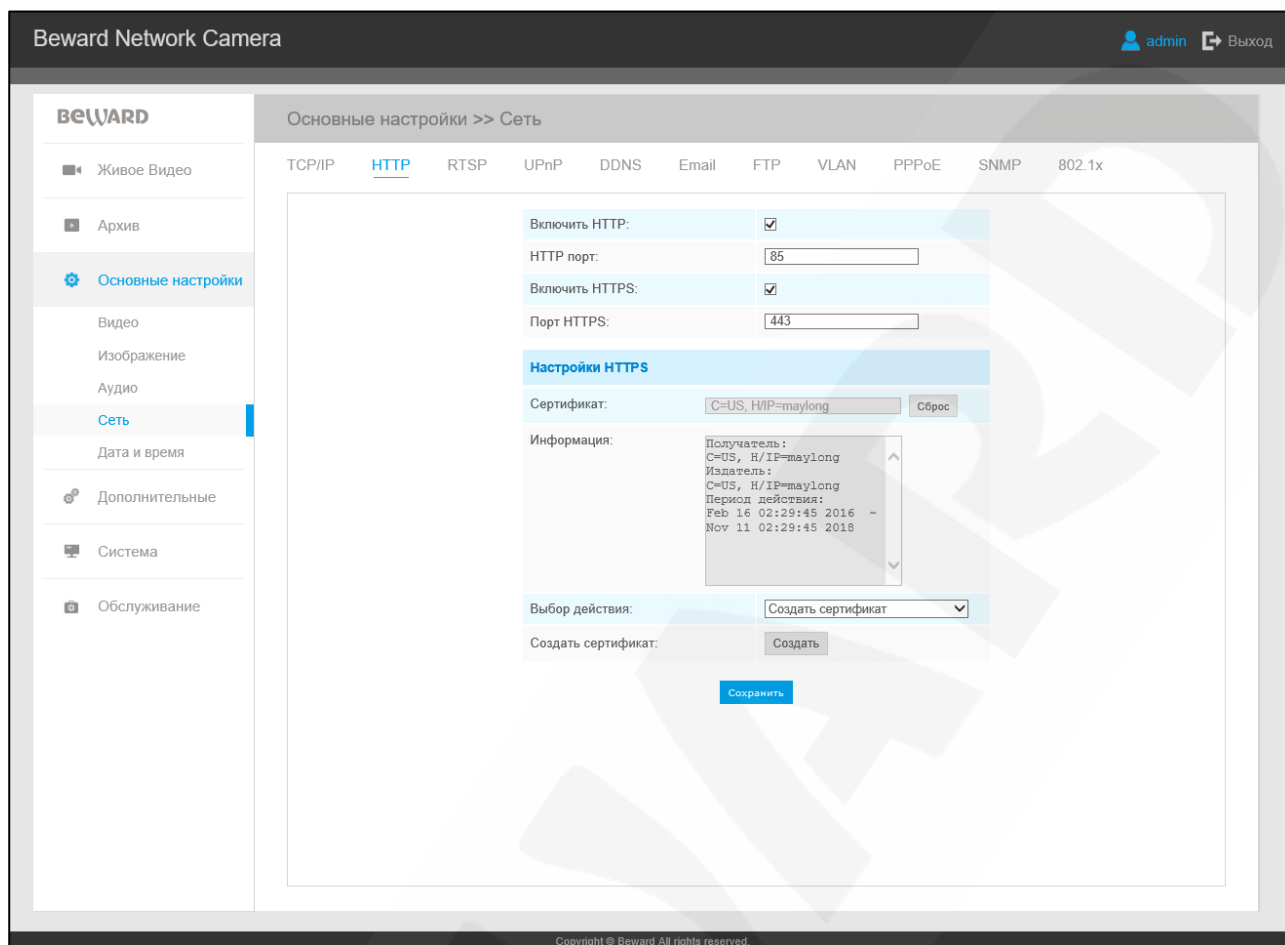 Beward Network Camera
admin
Выход
BEWARD
Основные настройки >> Сеть
Живое Видео
Архив
Основные настройки
Видео
Изображение
Аудио
Сеть
Дата и время
Дополнительные
Система
Обслуживание
TCP/IP HTTP RTSP UPnP DDNS Email FTP VLAN PPPoE SNMP 802.1x
Включить HTTP:
HTTP порт: 85
Включить HTTPS:
Порт HTTPS: 443
Настройки HTTPS
Сертификат: C=US, H/IP=maylong Сброс
Информация:
Получатель:
C=US, H/IP=maylong
Издатель:
C=US, H/IP=maylong
Период действия:
Feb 16 02:29:45 2016 ~
Nov 11 02:29:45 2018
Выбор действия: Создать сертификат
Создать сертификат: Создать
Сохранить
Copyright © Beward All rights reserved.